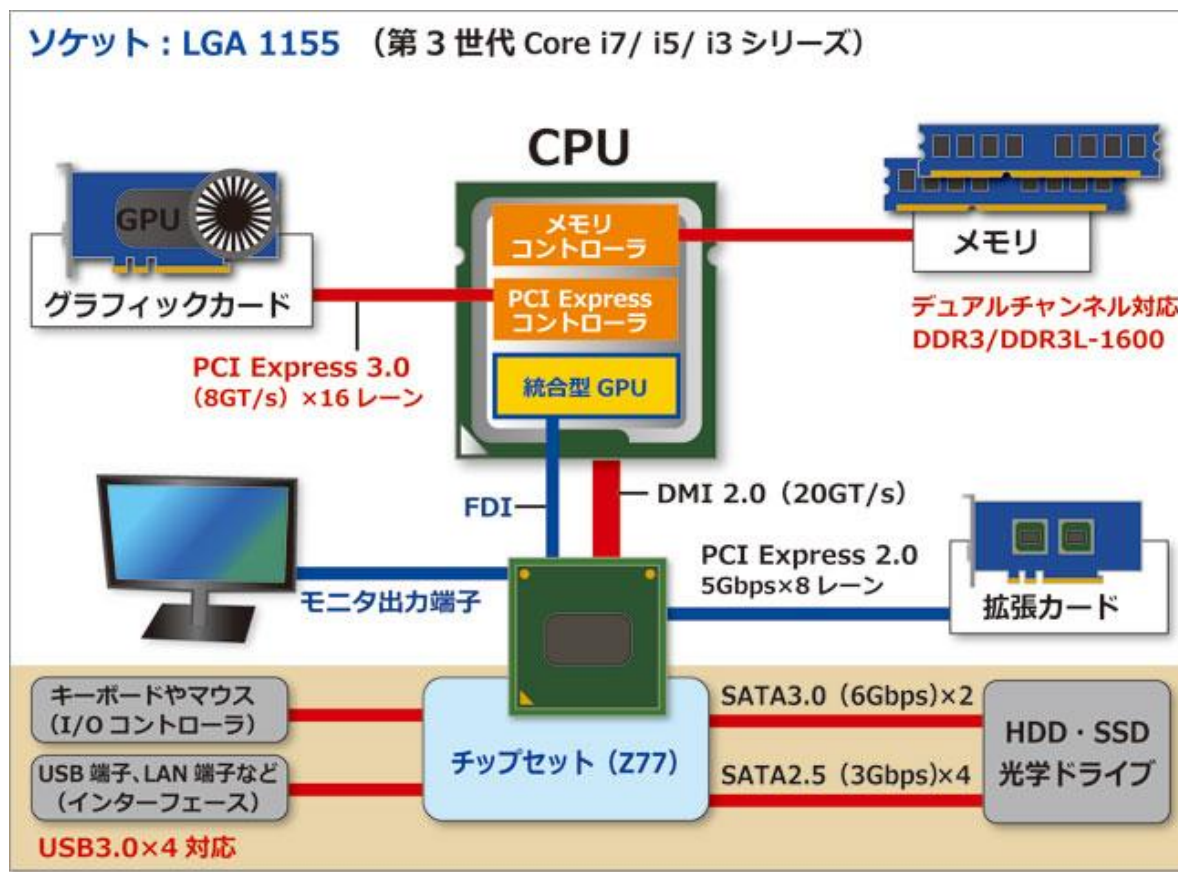 ソケット：LGA 1155 （第3世代 Core i7/ i5/ i3 シリーズ）
CPU
GPU
グラフィックカード
メモリ
コントローラ
PCI Express
コントローラ
統合型 GPU
メモリ
デュアルチャンネル対応
DDR3/DDR3L-1600
PCI Express 3.0
（8GT/s）×16 レーン
FDI
DMI 2.0（20GT/s）
モニタ出力端子
PCI Express 2.0
5Gbps×8 レーン
拡張カード
キーボードやマウス
（I/O コントローラ）
USB 端子、LAN 端子など
（インターフェース）
USB3.0×4 対応
チップセット（Z77）
SATA3.0（6Gbps）×2
SATA2.5（3Gbps）×4
HDD・SSD
光学ドライブ